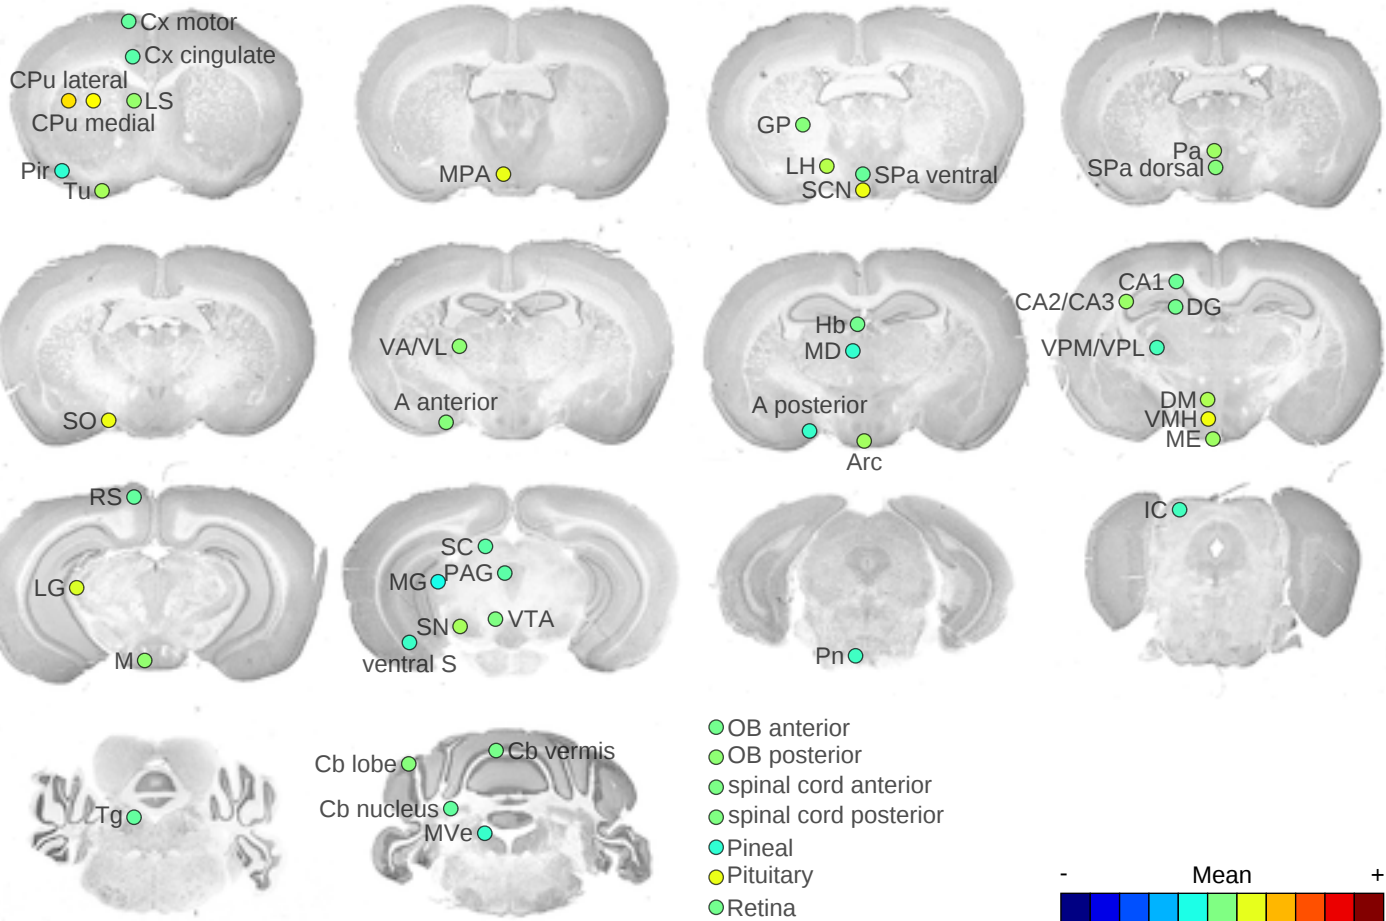 Cx motor
Cx cingulate
CPu lateral
LS
CPu medial
Pir
Tu
MPA
GP
LH
SPa ventral
SCN
Pa
SPa dorsal
SO
VA/VL
A anterior
Hb
MD
A posterior
Arc
CA1
CA2/CA3
DG
VPM/VPL
DM
VMH
ME
RS
LG
M
SC
PAG
MG
VTA
SN
ventral S
Pn
IC
Tg
Cb vermis
Cb lobe
Cb nucleus
MVe
OB anterior
OB posterior
spinal cord anterior
spinal cord posterior
Pineal
Pituitary
Retina
- Mean +